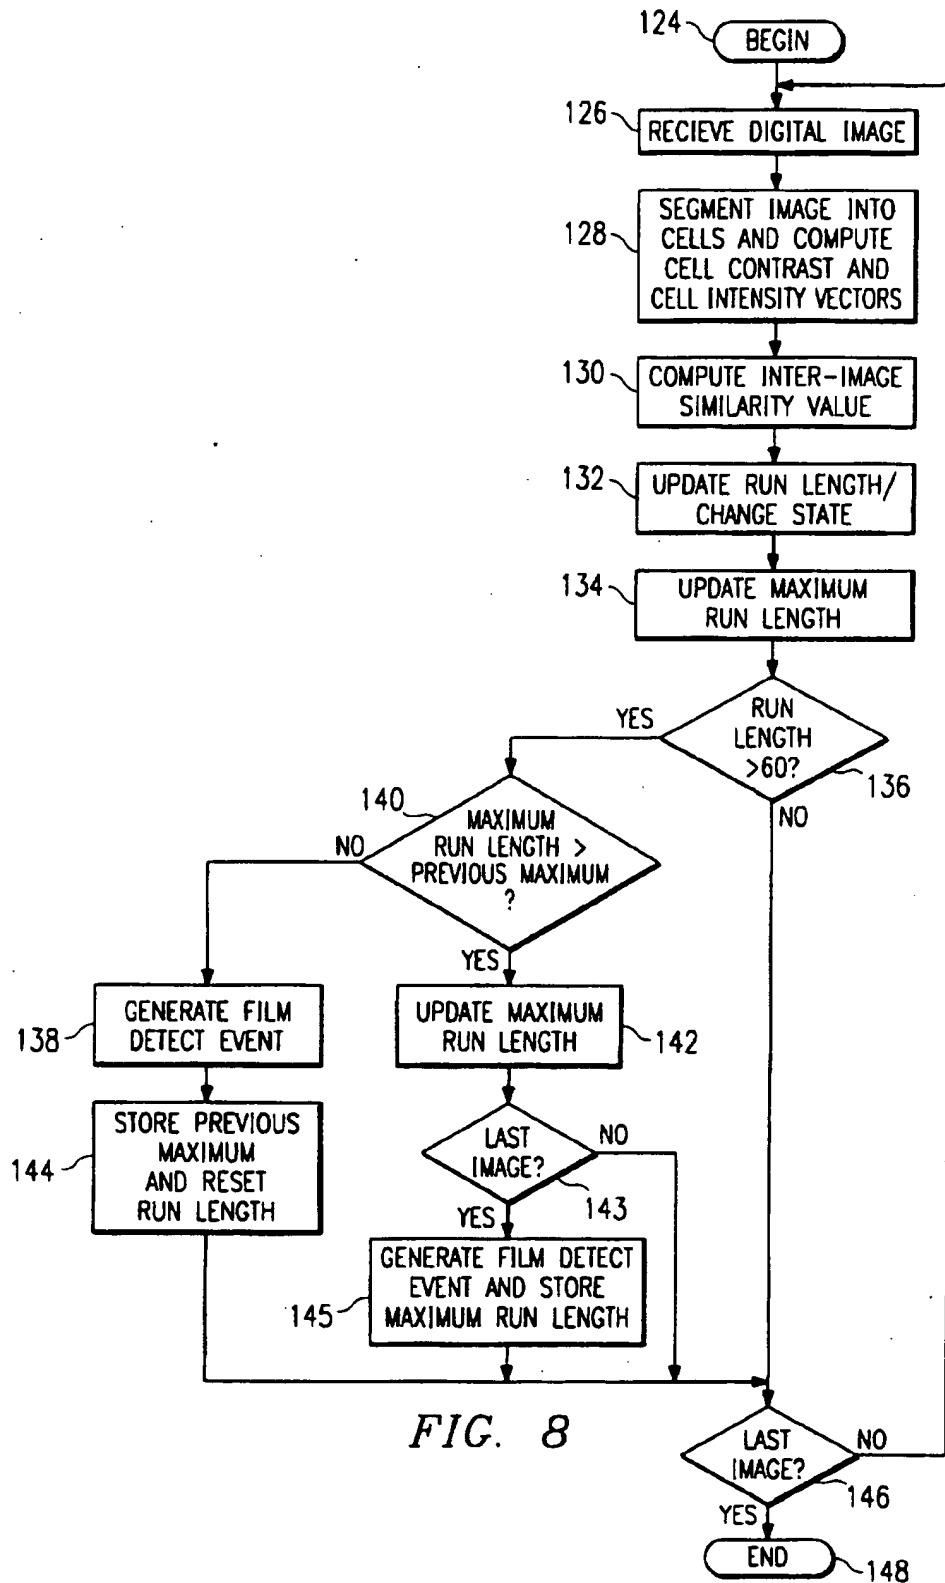 124
BEGIN
126
RECIEVE DIGITAL IMAGE
128
SEGMENT IMAGE INTO
CELLS AND COMPUTE
CELL CONTRAST AND
CELL INTENSITY VECTORS
130
COMPUTE INTER-IMAGE
SIMILARITY VALUE
132
UPDATE RUN LENGTH/
CHANGE STATE
134
UPDATE MAXIMUM
RUN LENGTH
RUN
LENGTH
>60?
136
YES
NO
140
MAXIMUM
RUN LENGTH >
PREVIOUS MAXIMUM
?
NO
YES
138
GENERATE FILM
DETECT EVENT
UPDATE MAXIMUM
RUN LENGTH
142
144
STORE PREVIOUS
MAXIMUM
AND RESET
RUN LENGTH
LAST
IMAGE?
NO
143
YES
145
GENERATE FILM DETECT
EVENT AND STORE
MAXIMUM RUN LENGTH
FIG. 8
LAST
IMAGE?
NO
146
YES
END
148